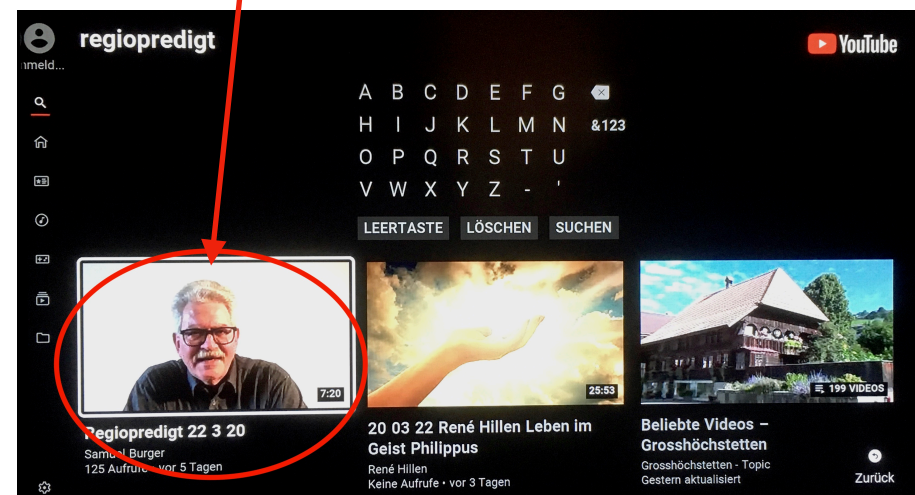 regiopredigt
YouTube
nmeld...
A B C D E F G
H I J K L M N &123
O P Q R S T U
V W X Y Z - '
LEERTASTE LÖSCHEN SUCHEN
7:20
25:53
199 VIDEOS
Regiopredigt 22 3 20
Samuel Burger
125 Aufrufe • vor 5 Tagen
20 03 22 René Hillen Leben im
Geist Philippus
René Hillen
Keine Aufrufe • vor 3 Tagen
Beliebte Videos –
Grosshöchstetten
Grosshöchstetten - Topic
Gestern aktualisiert
Zurück